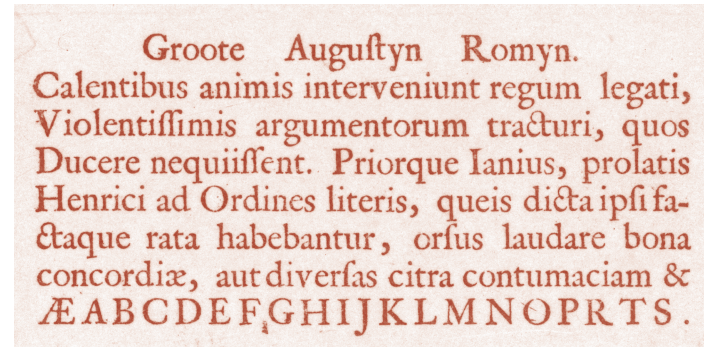 Groote Auguſtyn Romyn.
Calentibus animis interveniunt regum legati,
Violentiſſimis argumentorum tracturi, quos
Ducere nequiiſſent. Priorque Ianius, prolatis
Henrici ad Ordines literis, queis dicta ipſi fa-
ctaque rata habebantur, orſus laudare bona
concordiæ, aut diverſas citra contumaciam &
ÆABCDEFGHIJKLMNOPRTS.